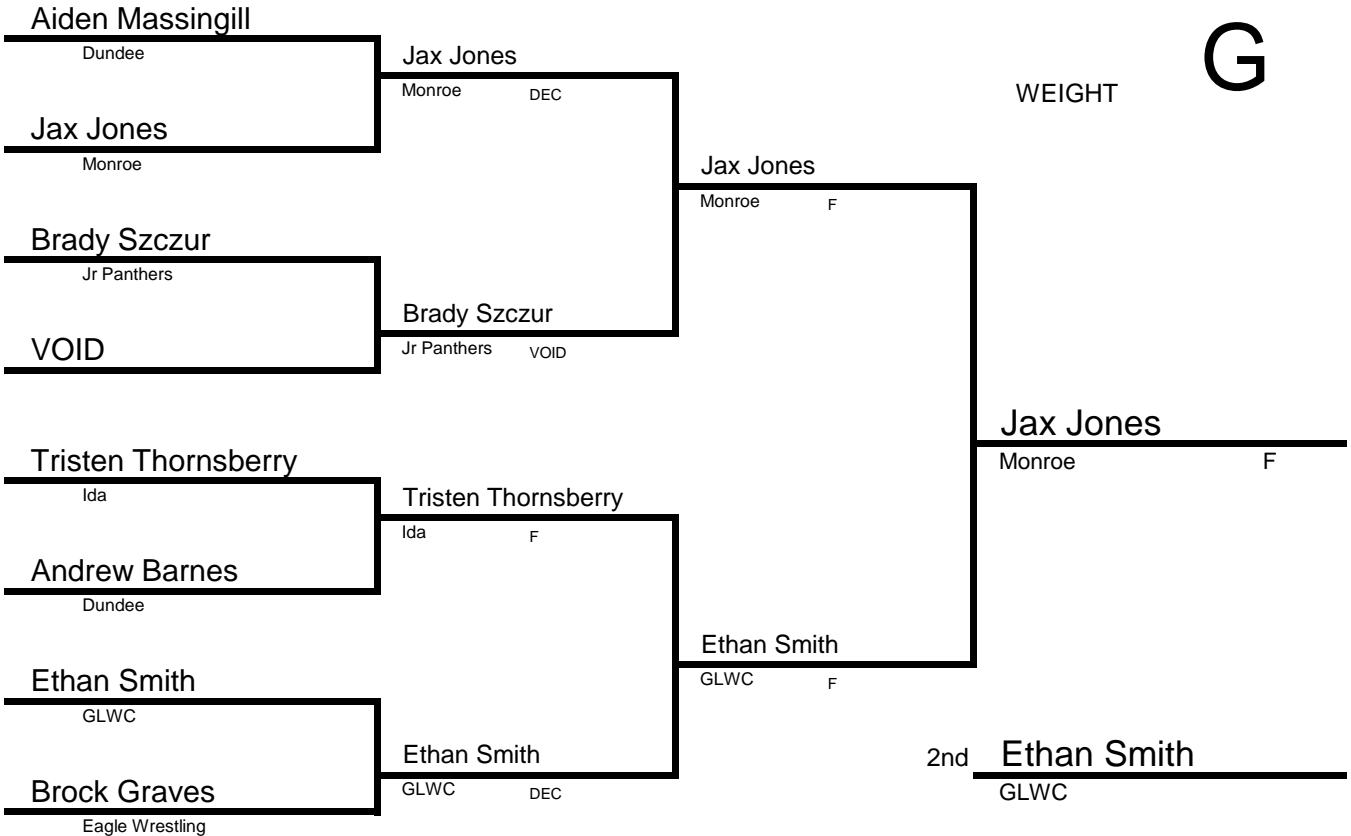 Aiden Massingill
Dundee
Jax Jones
Monroe DEC
G
WEIGHT
Jax Jones
Monroe
Jax Jones
Monroe F
Brady Szczur
Jr Panthers
Brady Szczur
Jr Panthers VOID
VOID
Jax Jones
Monroe F
Tristen Thornsberry
Ida
Tristen Thornsberry
Ida F
Andrew Barnes
Dundee
Ethan Smith
GLWC F
Ethan Smith
GLWC
Ethan Smith
GLWC DEC
2nd Ethan Smith
GLWC
Brock Graves
Eagle Wrestling